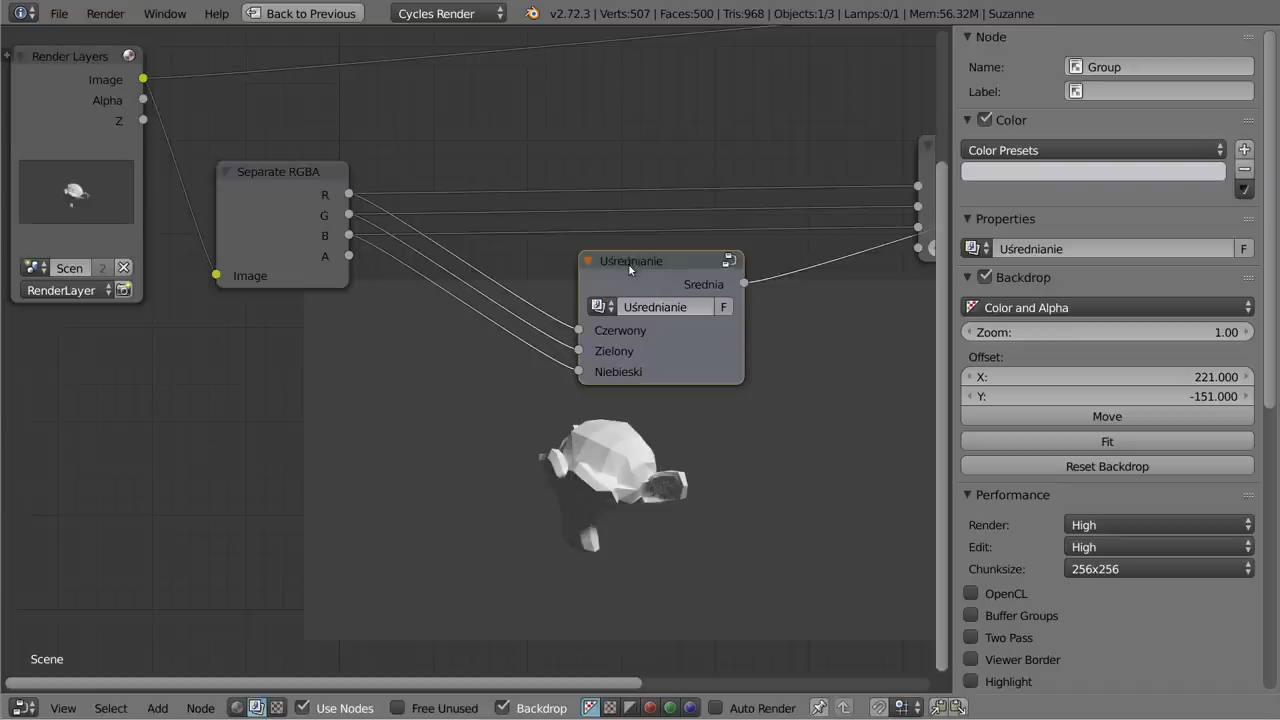 File Render Window Help Back to Previous Cycles Render v2.72.3 | Verts:507 | Faces:500 | Tris:968 | Objects:1/3 | Lamps:0/1 | Mem:56.32M | Suzanne
Render Layers
Image
Alpha
Z
Scen 2
RenderLayer
Separate RGBA
R
G
B
A
Image
Uśrednianie
Srednia
Uśrednianie F
Czerwony
Zielony
Niebieski
Scene
Node
Name: Group
Label:
Color
Color Presets
Properties
Uśrednianie F
Backdrop
Color and Alpha
Zoom: 1.00
Offset:
X: 221.000
Y: -151.000
Move
Fit
Reset Backdrop
Performance
Render: High
Edit: High
Chunksize: 256x256
OpenCL
Buffer Groups
Two Pass
Viewer Border
Highlight
View Select Add Node Use Nodes Free Unused Backdrop Auto Render